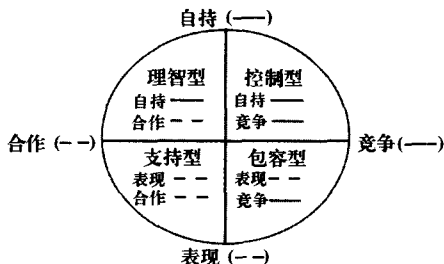 自持 (——)
理智型 控制型
自持 —— 自持 ——
合作 – – 竞争 ——
合作 (– –) 竞争 (——)
支持型 包容型
表现 – – 表现 – –
合作 – – 竞争 ——
表现 (– –)